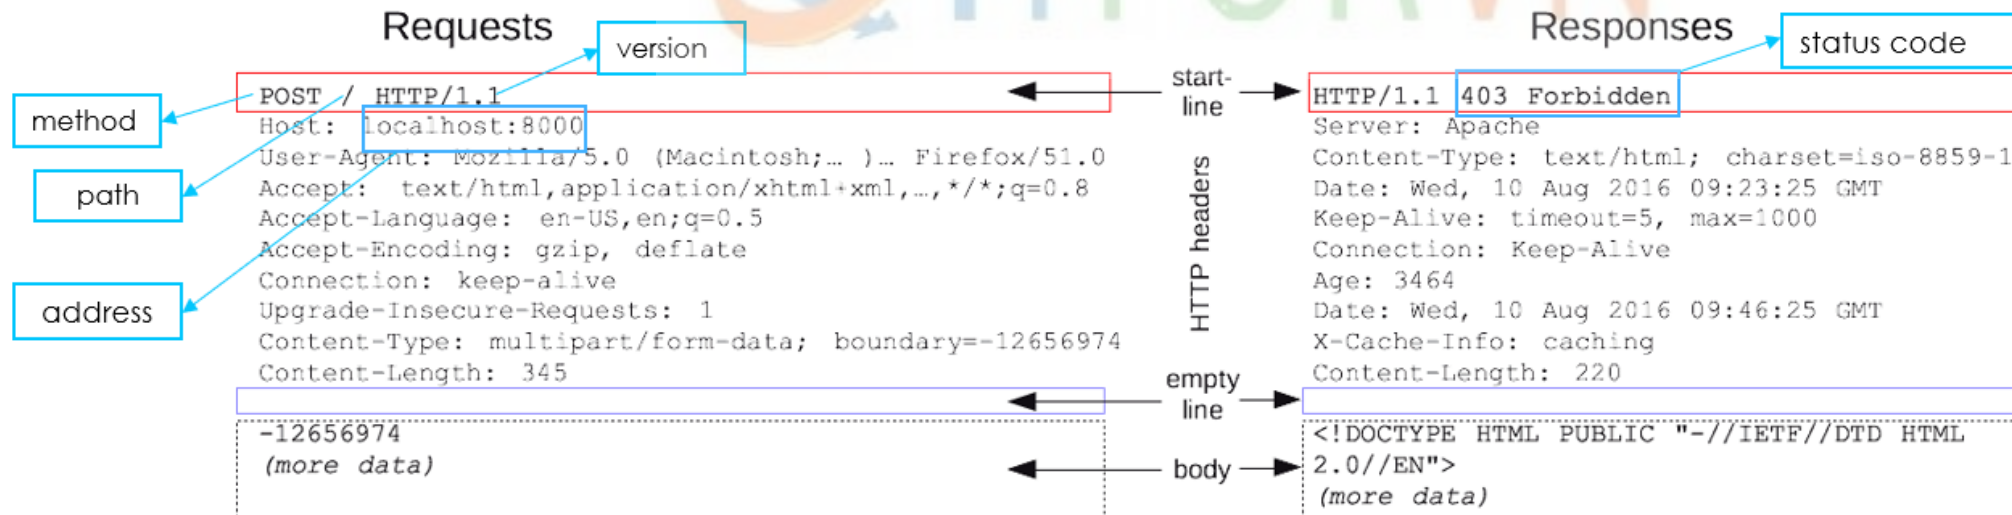 Requests
version
method
path
address
POST / HTTP/1.1
Host: localhost:8000
User-Agent: Mozilla/5.0 (Macintosh;… )… Firefox/51.0
Accept: text/html,application/xhtml+xml,…,*/*;q=0.8
Accept-Language: en-US,en;q=0.5
Accept-Encoding: gzip, deflate
Connection: keep-alive
Upgrade-Insecure-Requests: 1
Content-Type: multipart/form-data; boundary=-12656974
Content-Length: 345
-12656974
(more data)
start-
line
HTTP headers
empty
line
body
Responses
status code
HTTP/1.1 403 Forbidden
Server: Apache
Content-Type: text/html; charset=iso-8859-1
Date: Wed, 10 Aug 2016 09:23:25 GMT
Keep-Alive: timeout=5, max=1000
Connection: Keep-Alive
Age: 3464
Date: Wed, 10 Aug 2016 09:46:25 GMT
X-Cache-Info: caching
Content-Length: 220
<!DOCTYPE HTML PUBLIC "-//IETF//DTD HTML
2.0//EN">
(more data)